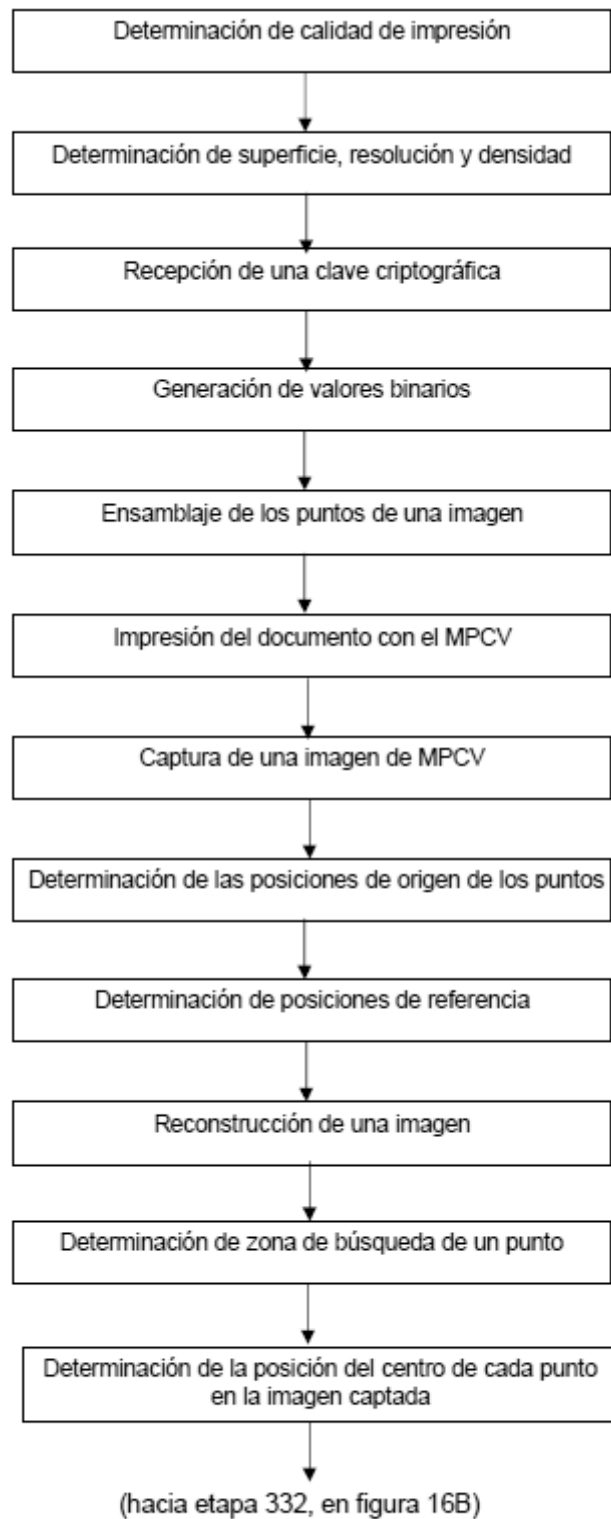 Determinación de calidad de impresión
Determinación de superficie, resolución y densidad
Recepción de una clave criptográfica
Generación de valores binarios
Ensamblaje de los puntos de una imagen
Impresión del documento con el MPCV
Captura de una imagen de MPCV
Determinación de las posiciones de origen de los puntos
Determinación de posiciones de referencia
Reconstrucción de una imagen
Determinación de zona de búsqueda de un punto
Determinación de la posición del centro de cada punto
en la imagen captada
(hacia etapa 332, en figura 16B)